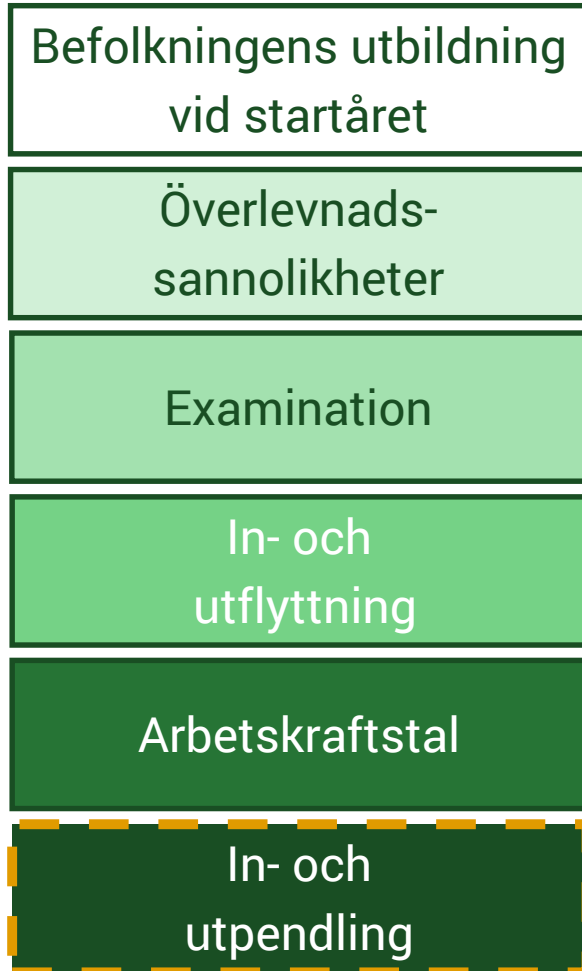 Befolkningens utbildning
vid startåret
Överlevnads-
sannolikheter
Examination
In- och
utflyttning
Arbetskraftstal
In- och
utpendling